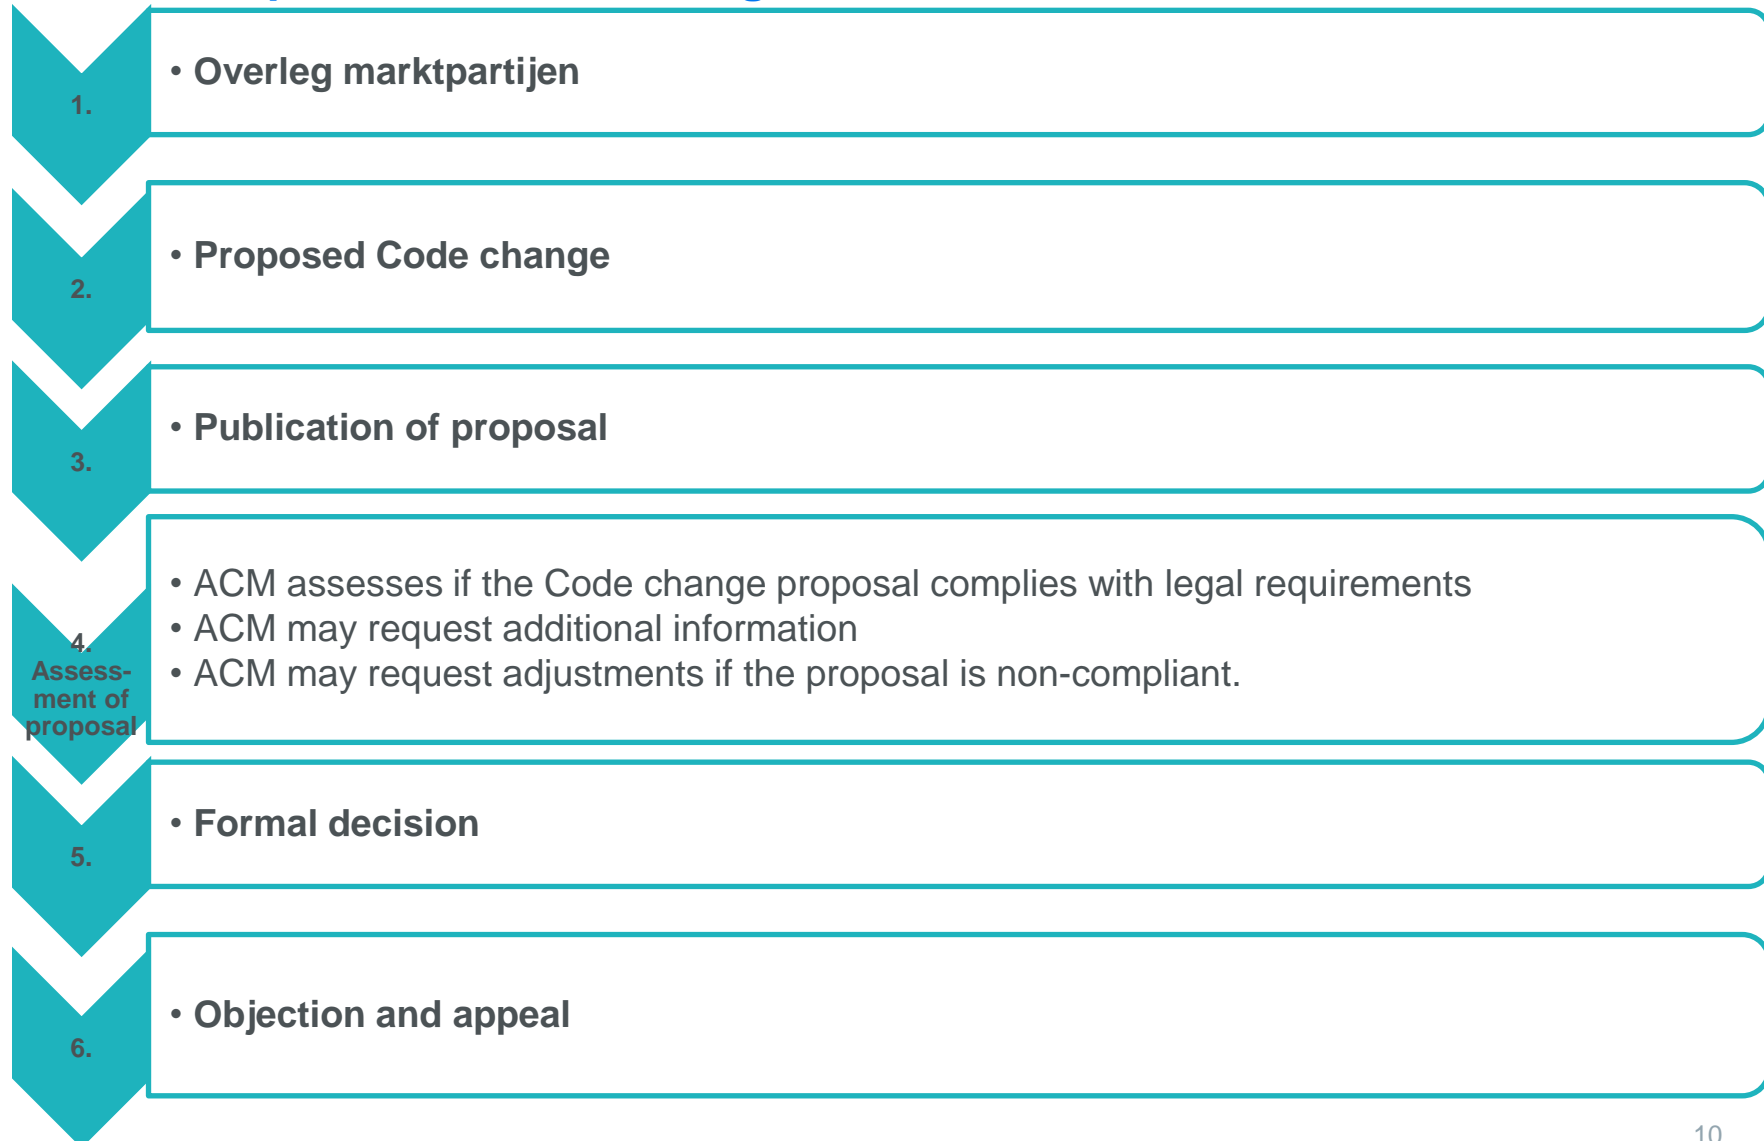 1.
• Overleg marktpartijen
2.
• Proposed Code change
3.
• Publication of proposal
4.
Assess-
ment of
proposal
• ACM assesses if the Code change proposal complies with legal requirements
• ACM may request additional information
• ACM may request adjustments if the proposal is non-compliant.
5.
• Formal decision
6.
• Objection and appeal
10